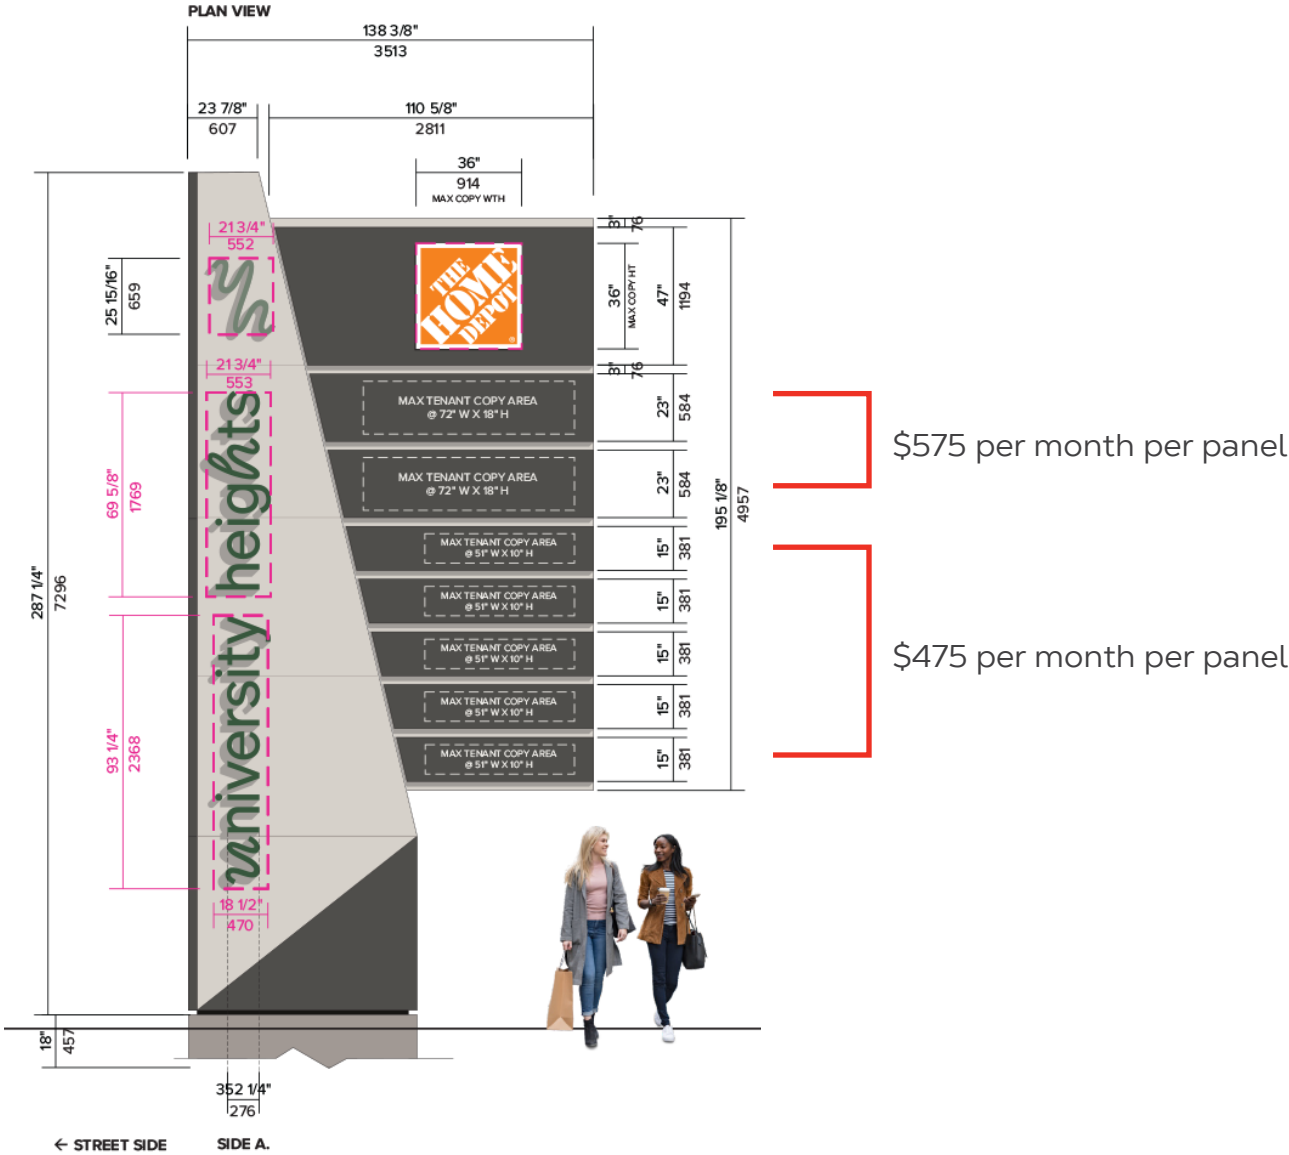 PLAN VIEW
138 3/8"
3513
23 7/8"
607
110 5/8"
2811
36"
914
MAX COPY WTH
3"
76
21 3/4"
552
25 15/16"
659
THE
HOME
DEPOT
®
36"
MAX COPY HT
47"
1194
3"
76
21 3/4"
553
heights
69 5/8"
1769
MAX TENANT COPY AREA
@ 72" W X 18" H
23"
584
$575 per month per panel
MAX TENANT COPY AREA
@ 72" W X 18" H
23"
584
195 1/8"
4957
MAX TENANT COPY AREA
@ 51" W X 10" H
15"
381
287 1/4"
7296
MAX TENANT COPY AREA
@ 51" W X 10" H
15"
381
university
93 1/4"
2368
MAX TENANT COPY AREA
@ 51" W X 10" H
15"
381
$475 per month per panel
MAX TENANT COPY AREA
@ 51" W X 10" H
15"
381
MAX TENANT COPY AREA
@ 51" W X 10" H
15"
381
18 1/2"
470
18"
457
352 1/4"
276
← STREET SIDE
SIDE A.